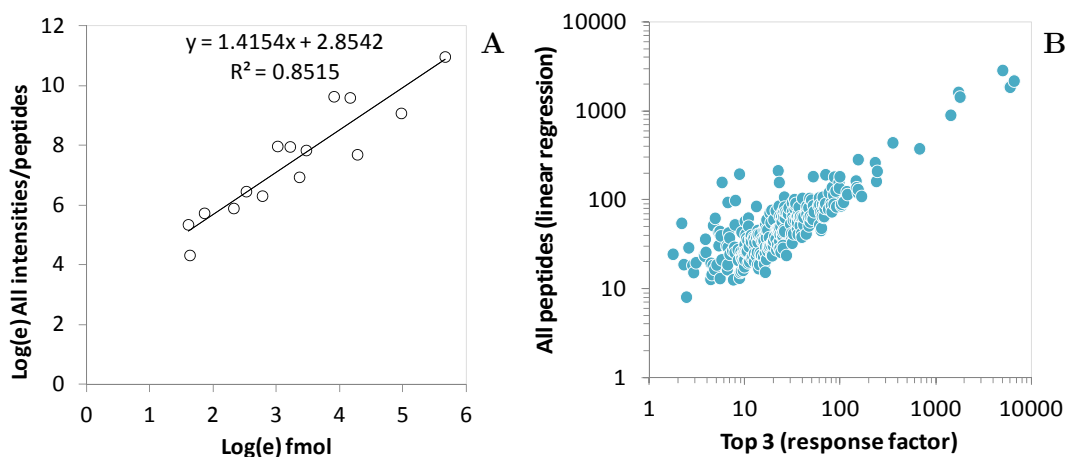 A
y = 1.4154x + 2.8542
R² = 0.8515
Log(e) All intensities/peptides
12
10
8
6
4
2
0
0 1 2 3 4 5 6
Log(e) fmol
B
All peptides (linear regression)
10000
1000
100
10
1
1 10 100 1000 10000
Top 3 (response factor)